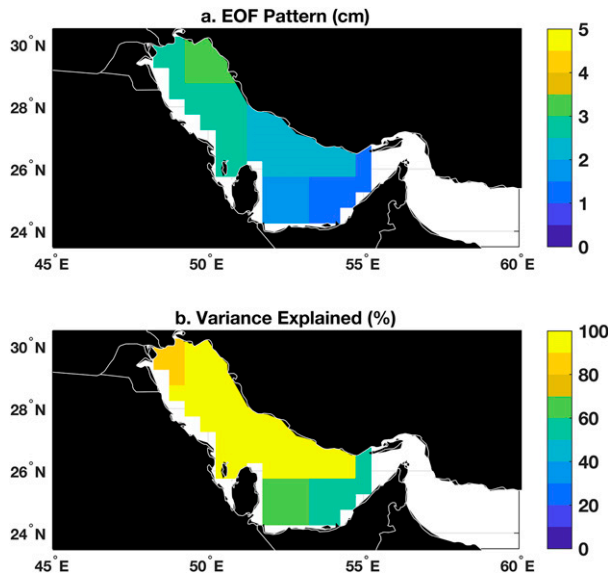 a. EOF Pattern (cm)
30° N
28° N
26° N
24° N
45° E
50° E
55° E
60° E
5
4
3
2
1
0
b. Variance Explained (%)
30° N
28° N
26° N
24° N
45° E
50° E
55° E
60° E
100
80
60
40
20
0